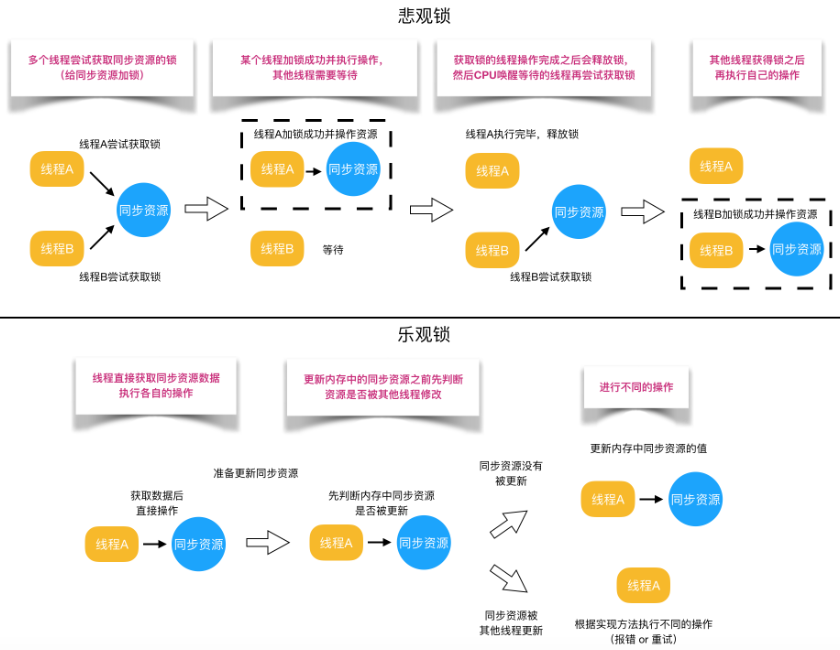 悲观锁
多个线程尝试获取同步资源的锁
（给同步资源加锁）
某个线程加锁成功并执行操作，
其他线程需要等待
获取锁的线程操作完成之后会释放锁，
然后CPU唤醒等待的线程再尝试获取锁
其他线程获得锁之后
再执行自己的操作
线程A尝试获取锁
线程A
同步资源
线程B
线程B尝试获取锁
线程A加锁成功并操作资源
线程A
同步资源
线程B
等待
线程A执行完毕，释放锁
线程A
同步资源
线程B
线程B尝试获取锁
线程A
线程B加锁成功并操作资源
线程B
同步资源
乐观锁
线程直接获取同步资源数据
执行各自的操作
更新内存中的同步资源之前先判断
资源是否被其他线程修改
进行不同的操作
获取数据后
直接操作
线程A
同步资源
准备更新同步资源
先判断内存中同步资源
是否被更新
线程A
同步资源
同步资源没有
被更新
更新内存中同步资源的值
线程A
同步资源
同步资源被
其他线程更新
线程A
根据实现方法执行不同的操作
（报错 or 重试）